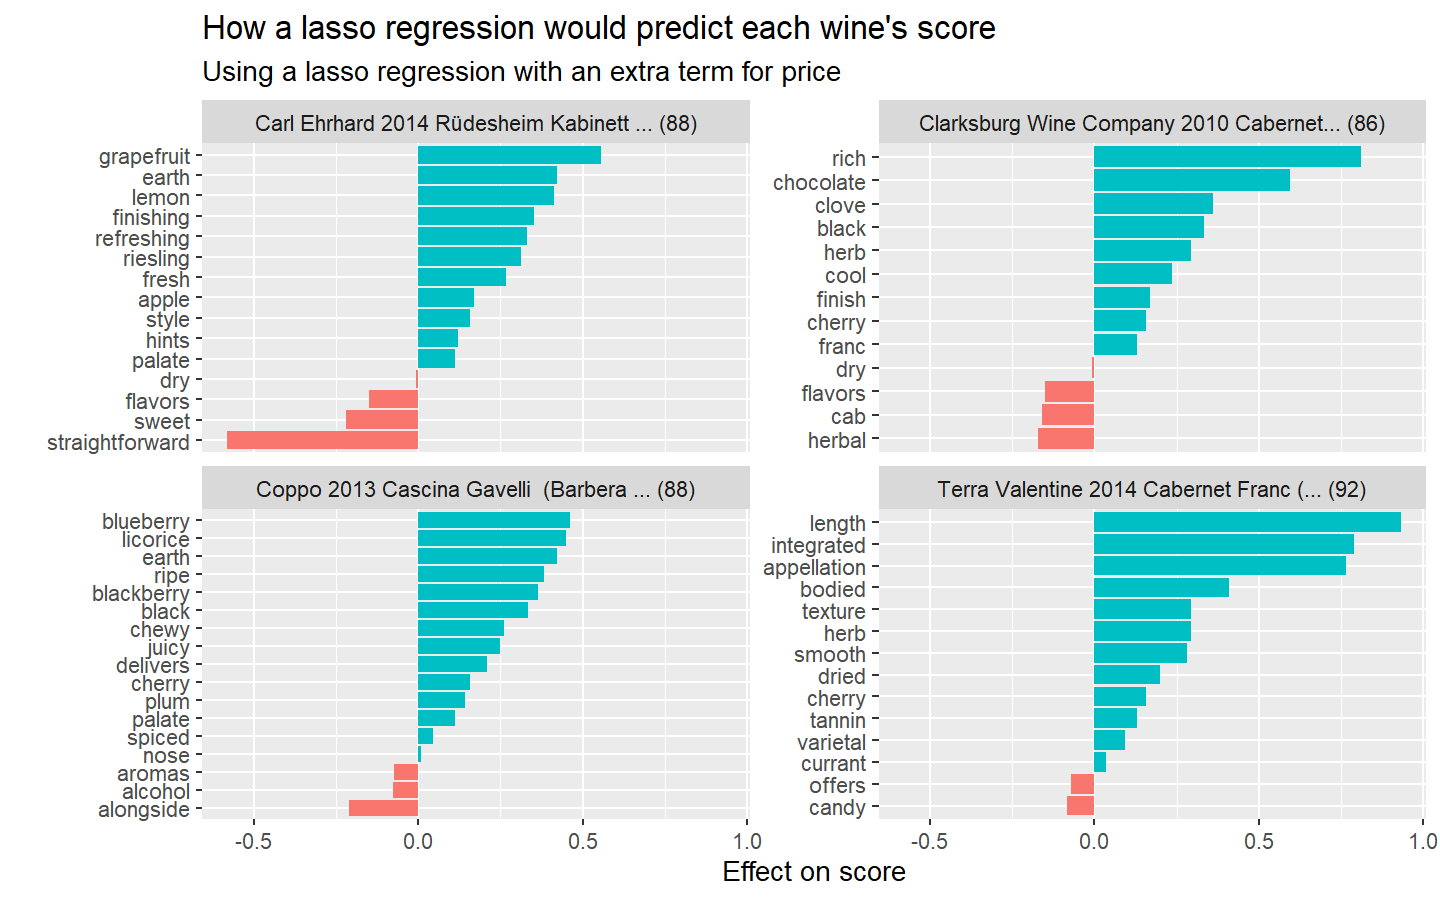 How a lasso regression would predict each wine's score
Using a lasso regression with an extra term for price
Carl Ehrhard 2014 Rüdesheim Kabinett ... (88)
grapefruit
earth
lemon
finishing
refreshing
riesling
fresh
apple
style
hints
palate
dry
flavors
sweet
straightforward
Clarksburg Wine Company 2010 Cabernet... (86)
rich
chocolate
clove
black
herb
cool
finish
cherry
franc
dry
flavors
cab
herbal
Coppo 2013 Cascina Gavelli  (Barbera ... (88)
blueberry
licorice
earth
ripe
blackberry
black
chewy
juicy
delivers
cherry
plum
palate
spiced
nose
aromas
alcohol
alongside
-0.5 0.0 0.5 1.0
Terra Valentine 2014 Cabernet Franc (... (92)
length
integrated
appellation
bodied
texture
herb
smooth
dried
cherry
tannin
varietal
currant
offers
candy
-0.5 0.0 0.5 1.0
Effect on score